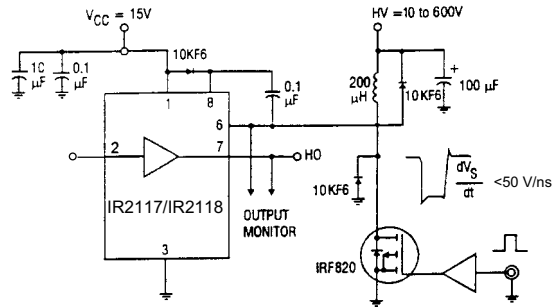 VCC = 15V
HV =10 to 600V
10KF6
10 µF
0.1 µF
0.1 µF
200 µH
10KF6
+
100 µF
1
8
6
2
7
HO
10KF6
dVS
dt
<50 V/ns
IR2117/IR2118
OUTPUT
MONITOR
3
IRF820